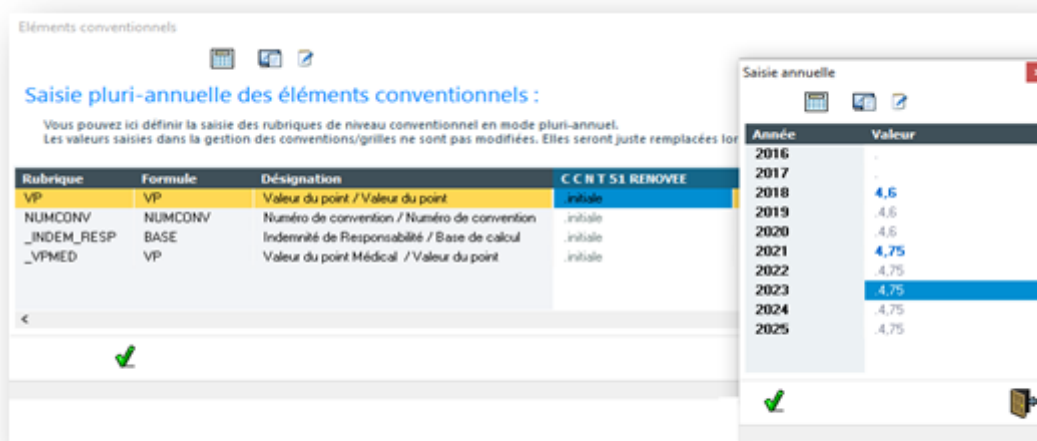 Eléments conventionnels
Saisie pluri-annuelle des éléments conventionnels :
Vous pouvez ici définir la saisie des rubriques de niveau conventionnel en mode pluri-annuel.
Les valeurs saisies dans la gestion des conventions/grilles ne sont pas modifiées. Elles seront juste remplacées lor
Rubrique Formule Désignation C C N T 51 RENOVEE
VP VP Valeur du point / Valeur du point .initiale
NUMCONV NUMCONV Numéro de convention / Numéro de convention .initiale
_INDEM_RESP BASE Indemnité de Responsabilité / Base de calcul .initiale
_VPMED VP Valeur du point Médical / Valeur du point .initiale
Saisie annuelle
Année Valeur
2016 .
2017 .
2018 4,6
2019 .4,6
2020 .4,6
2021 4,75
2022 .4,75
2023 .4,75
2024 .4,75
2025 .4,75